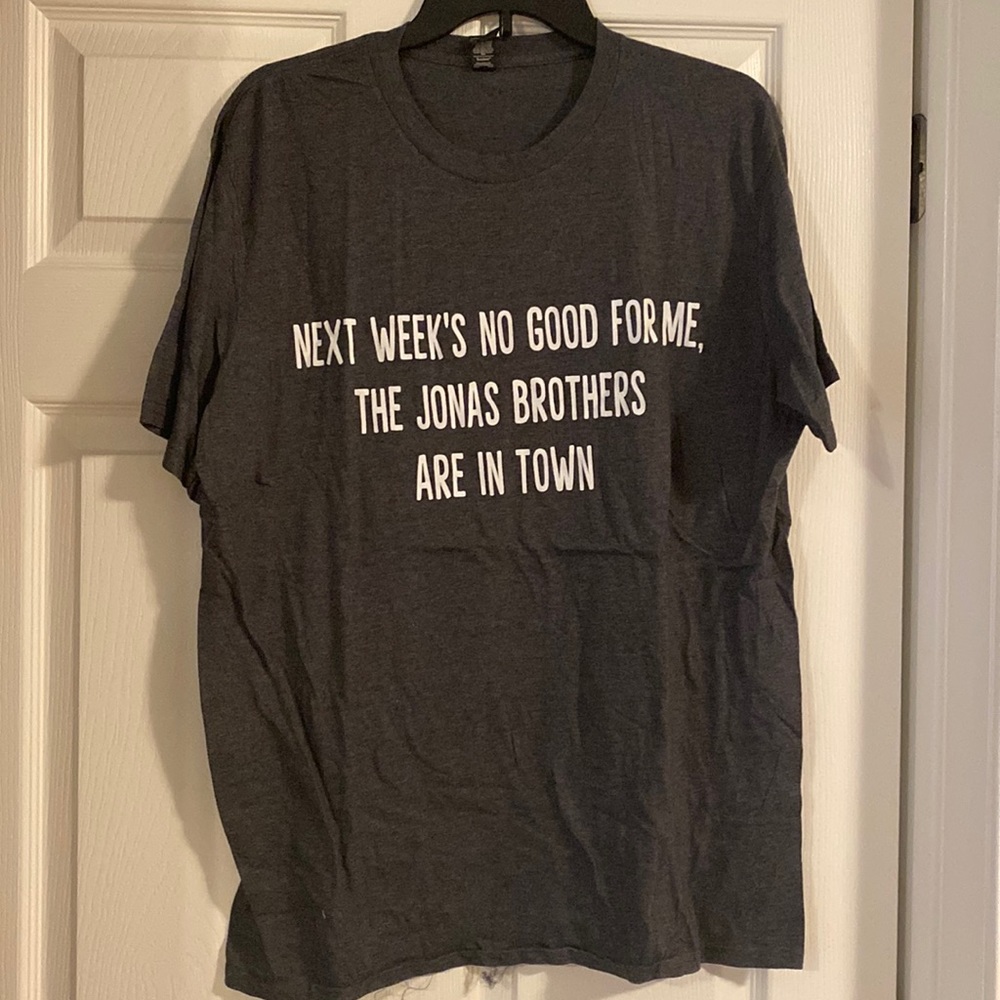 NEXT WEEK'S NO GOOD FOR ME,
THE JONAS BROTHERS
ARE IN TOWN